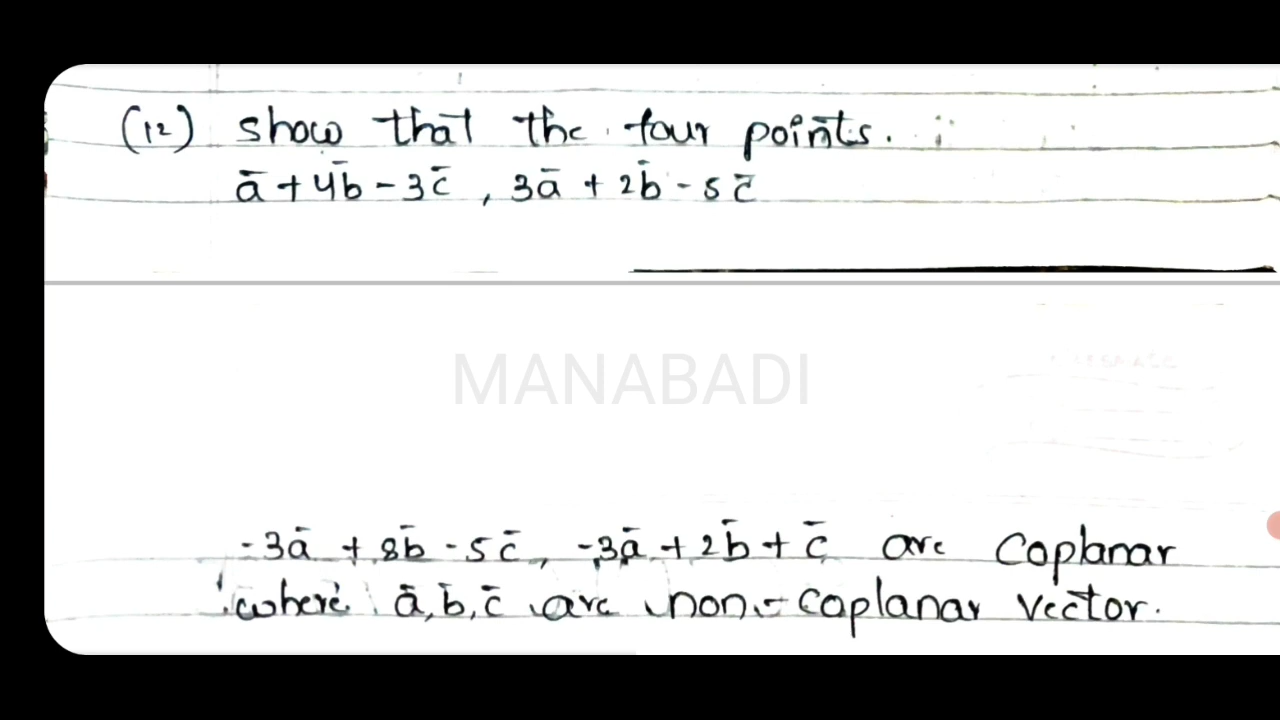 (12) show that the four points.
ā + 4b̄ - 3c̄ , 3ā + 2b̄ - 5c̄
MANABADI
-3ā + 8b̄ - 5c̄, -3ā + 2b̄ + c̄ are coplanar
where ā, b̄, c̄ are non-coplanar vector.